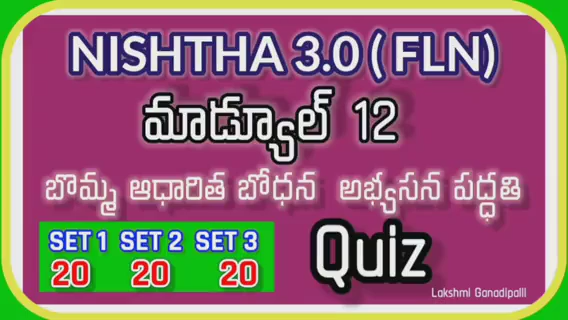 NISHTHA 3.0 ( FLN)
మాడ్యూల్ 12
బొమ్మ ఆధారిత బోధన అభ్యసన పద్ధతి
SET 1 SET 2 SET 3
20 20 20
Quiz
Lakshmi Ganadipalli